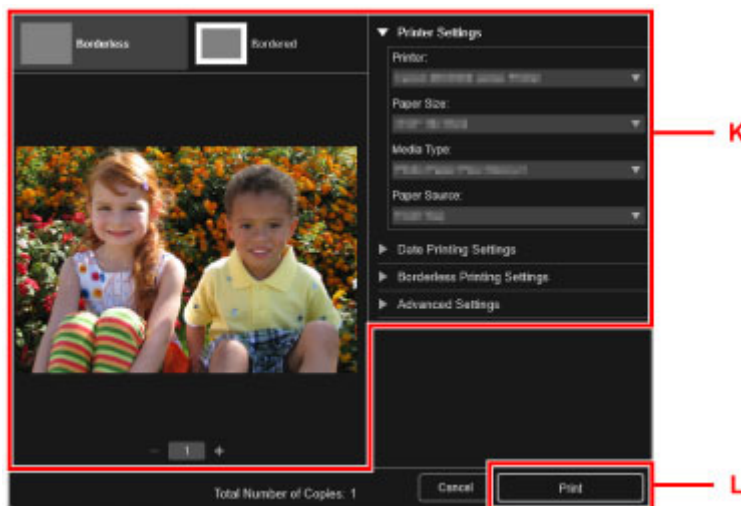 Borderless
Bordered
Printer Settings
Printer:
Paper Size:
Media Type:
Paper Source:
Date Printing Settings
Borderless Printing Settings
Advanced Settings
K
1
Total Number of Copies: 1
Cancel
Print
L